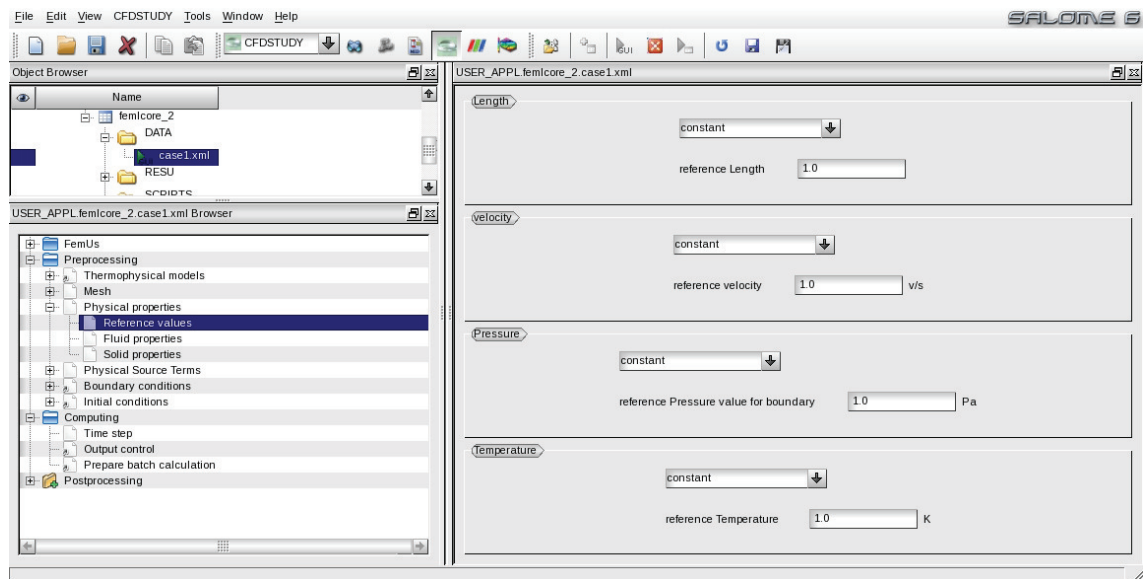 File Edit View CFDSTUDY Tools Window Help
SALOME 6
CFDSTUDY
Object Browser
Name
femlcore_2
DATA
case1.xml
RESU
SCRIPTS
USER_APPL.femlcore_2.case1.xml Browser
FemUs
Preprocessing
Thermophysical models
Mesh
Physical properties
Reference values
Fluid properties
Solid properties
Physical Source Terms
Boundary conditions
Initial conditions
Computing
Time step
Output control
Prepare batch calculation
Postprocessing
USER_APPL.femlcore_2.case1.xml
Length
constant
reference Length 1.0
velocity
constant
reference velocity 1.0 v/s
Pressure
constant
reference Pressure value for boundary 1.0 Pa
Temperature
constant
reference Temperature 1.0 K